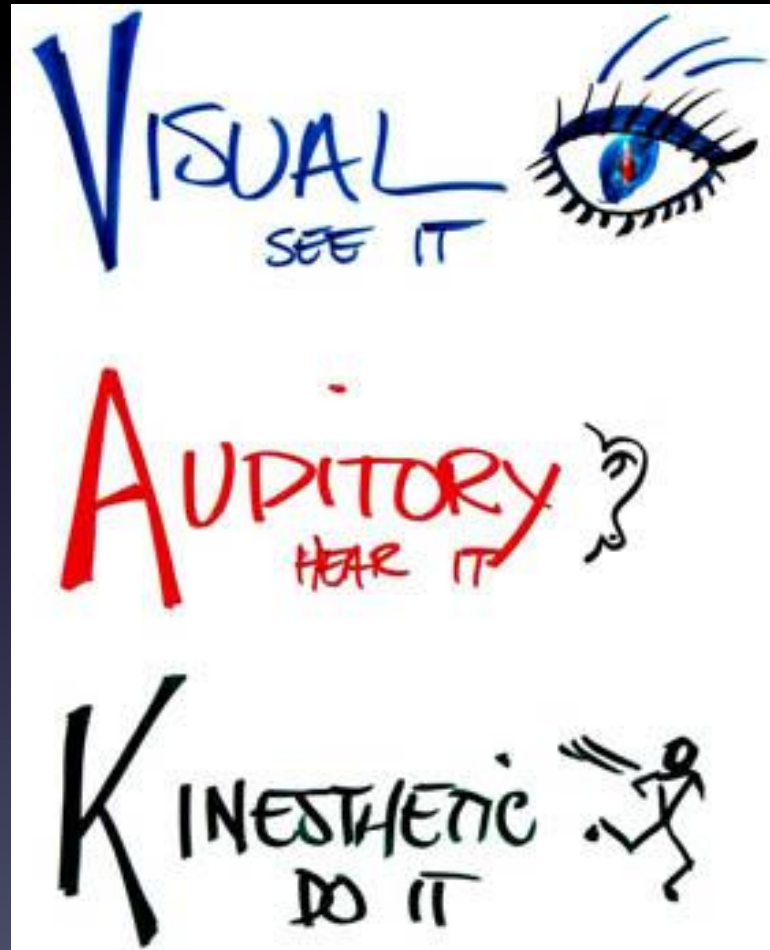 VISUAL
SEE IT
AUDITORY
HEAR IT
KINESTHETIC
DO IT